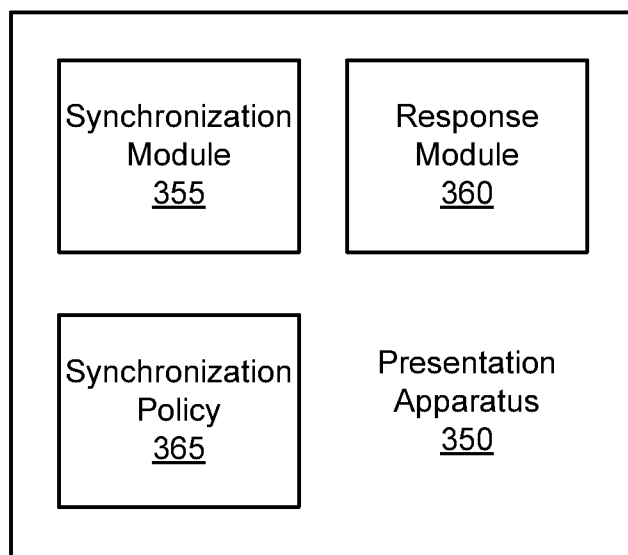 Synchronization
Module
355
Response
Module
360
Synchronization
Policy
365
Presentation
Apparatus
350